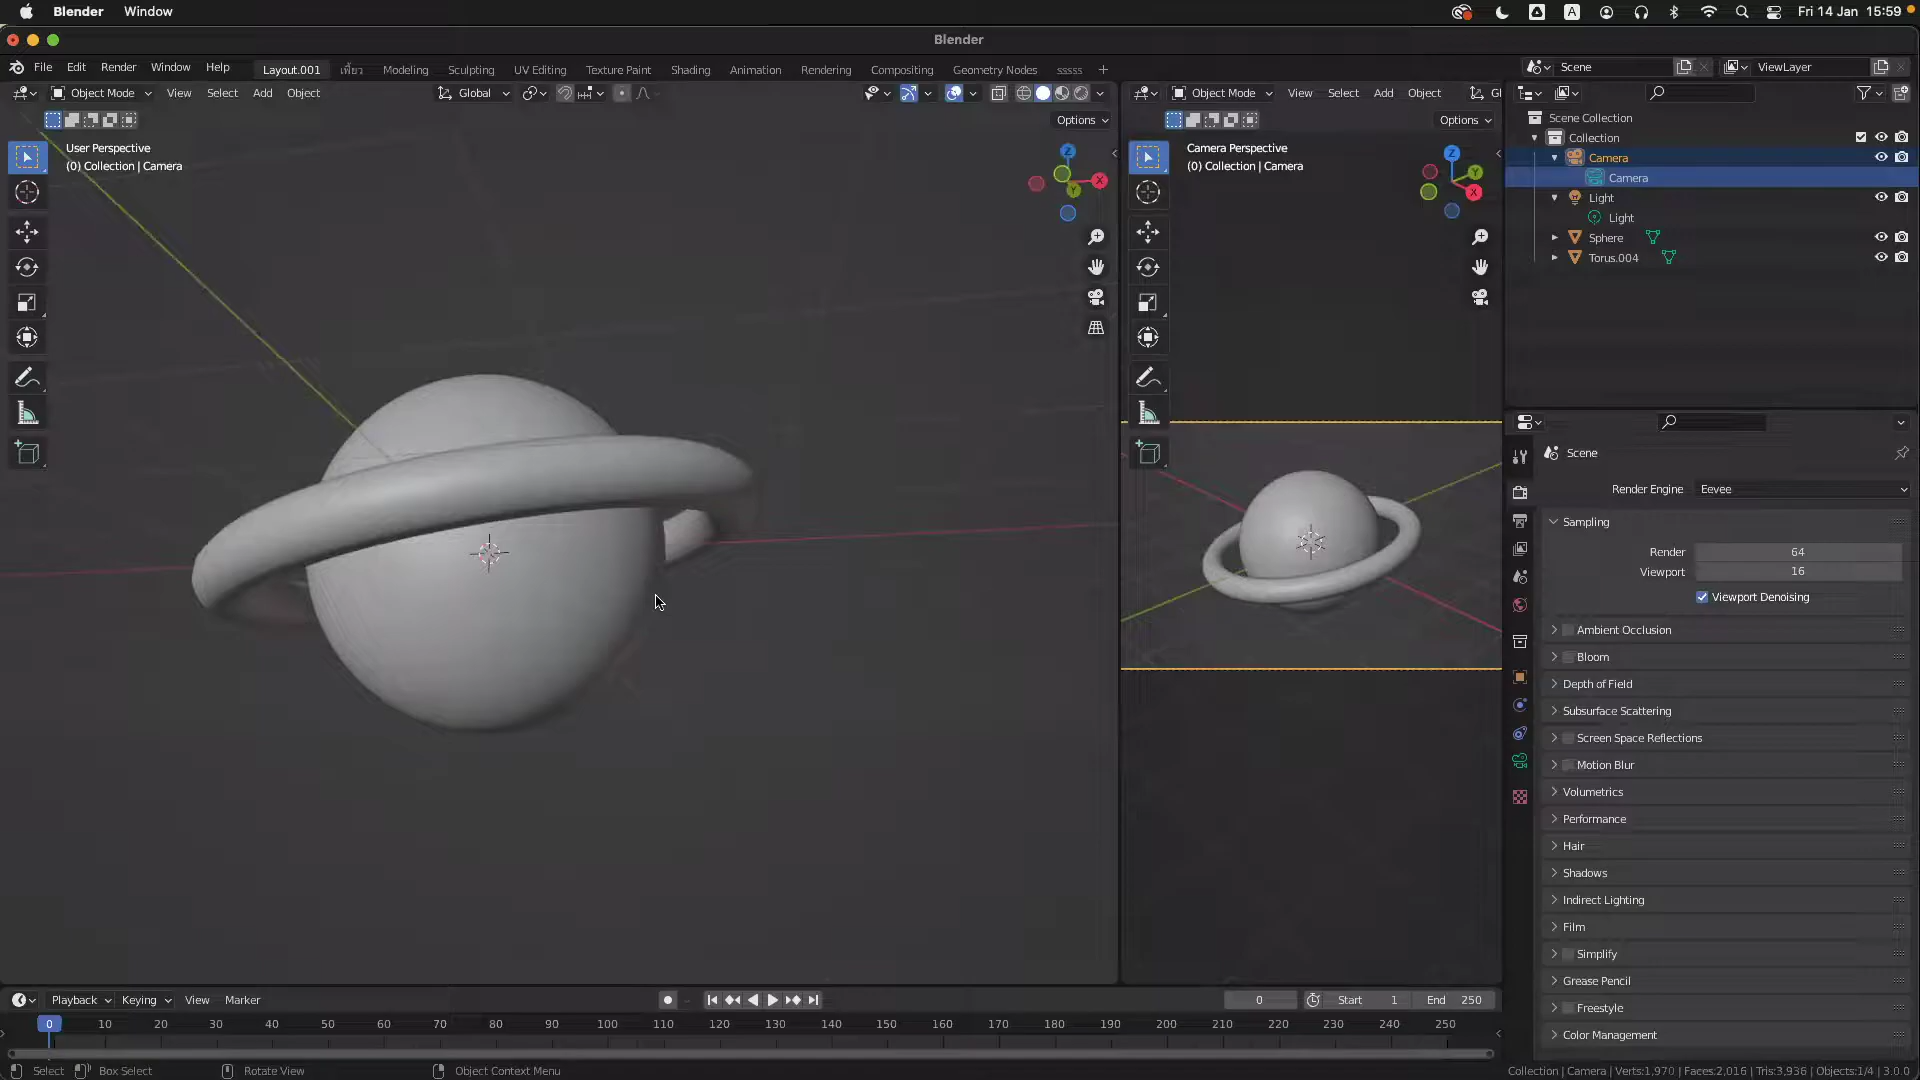 Blender Window
Fri 14 Jan 15:59
Blender
File Edit Render Window Help
Layout.001 เพี้ยว Modeling Sculpting UV Editing Texture Paint Shading Animation Rendering Compositing Geometry Nodes sssss
Scene
ViewLayer
Object Mode View Select Add Object
Global
Options
User Perspective
(0) Collection | Camera
Z
X
Y
Object Mode View Select Add Object Gl
Options
Camera Perspective
(0) Collection | Camera
Z
Y
X
Scene Collection
Collection
Camera
Camera
Light
Light
Sphere
Torus.004
Scene
Render Engine Eevee
Sampling
Render 64
Viewport 16
Viewport Denoising
Ambient Occlusion
Bloom
Depth of Field
Subsurface Scattering
Screen Space Reflections
Motion Blur
Volumetrics
Performance
Hair
Shadows
Indirect Lighting
Film
Simplify
Grease Pencil
Freestyle
Color Management
Playback Keying View Marker
0
Start 1 End 250
0 10 20 30 40 50 60 70 80 90 100 110 120 130 140 150 160 170 180 190 200 210 220 230 240 250
Select Box Select Rotate View Object Context Menu
Collection | Camera | Verts:1,970 | Faces:2,016 | Tris:3,936 | Objects:1/4 | 3.0.0